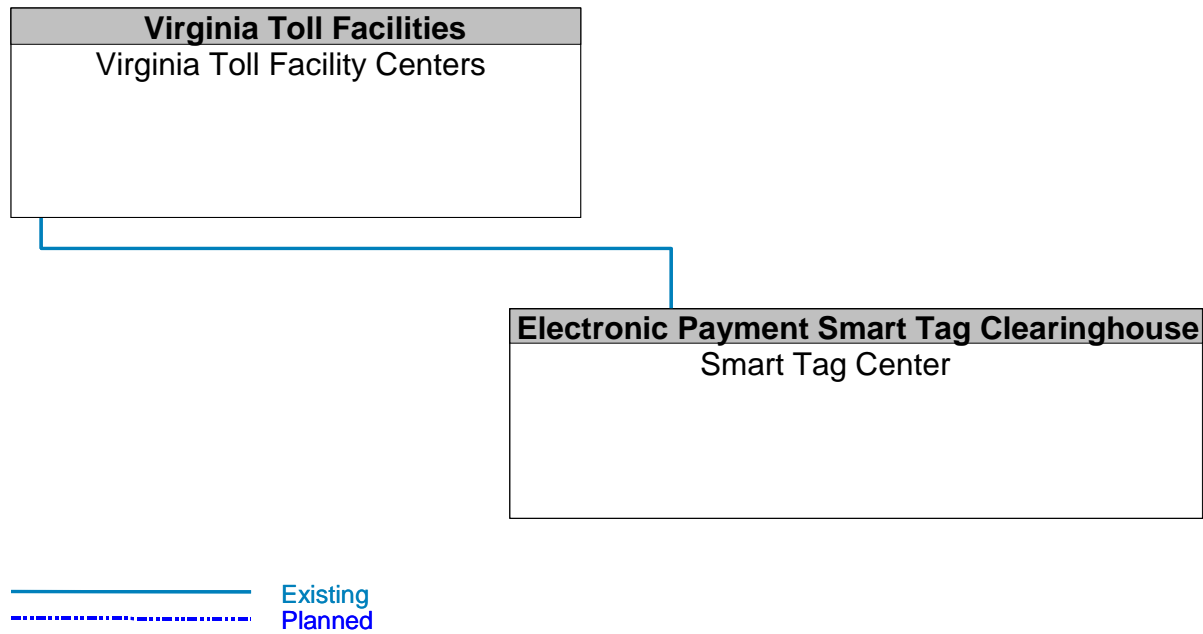 Virginia Toll Facilities
Virginia Toll Facility Centers
Electronic Payment Smart Tag Clearinghouse
Smart Tag Center
Existing
Planned